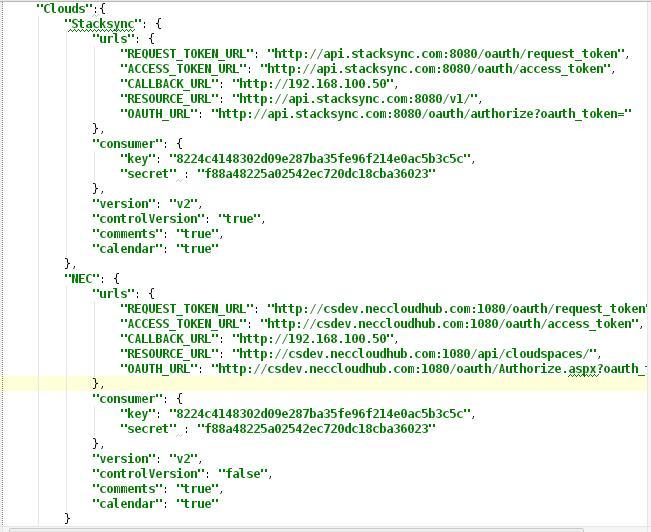 "Clouds":{
"Stacksync": {
"urls": {
"REQUEST_TOKEN_URL": "http://api.stacksync.com:8080/oauth/request_token",
"ACCESS_TOKEN_URL": "http://api.stacksync.com:8080/oauth/access_token",
"CALLBACK_URL": "http://192.168.100.50",
"RESOURCE_URL": "http://api.stacksync.com:8080/v1/",
"OAUTH_URL": "http://api.stacksync.com:8080/oauth/authorize?oauth_token="
},
"consumer": {
"key": "8224c4148302d09e287ba35fe96f214e0ac5b3c5c",
"secret" : "f88a48225a02542ec720dc18cba36023"
},
"version": "v2",
"controlVersion": "true",
"comments": "true",
"calendar": "true"
},
"NEC": {
"urls": {
"REQUEST_TOKEN_URL": "http://csdev.neccloudhub.com:1080/oauth/request_token"
"ACCESS_TOKEN_URL": "http://csdev.neccloudhub.com:1080/oauth/access_token",
"CALLBACK_URL": "http://192.168.100.50",
"RESOURCE_URL": "http://csdev.neccloudhub.com:1080/api/cloudspaces/",
"OAUTH_URL": "http://csdev.neccloudhub.com:1080/oauth/Authorize.aspx?oauth_
},
"consumer": {
"key": "8224c4148302d09e287ba35fe96f214e0ac5b3c5c",
"secret" : "f88a48225a02542ec720dc18cba36023"
},
"version": "v2",
"controlVersion": "false",
"comments": "true",
"calendar": "true"
}